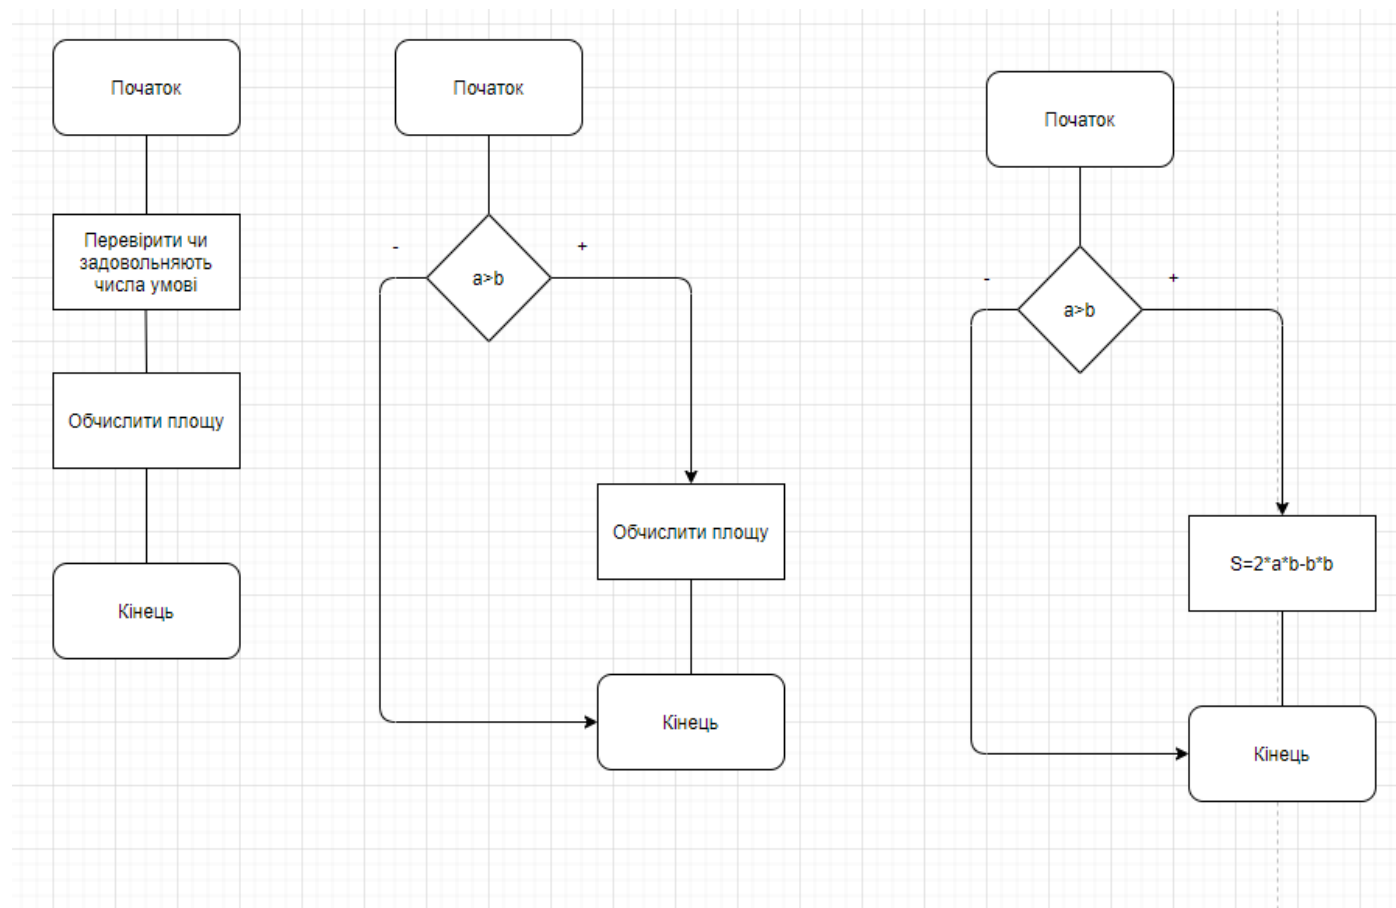 Початок
Перевірити чи
задовольняють
числа умові
Обчислити площу
Кінець
Початок
-
+
a>b
Обчислити площу
Кінець
Початок
-
+
a>b
S=2*a*b-b*b
Кінець